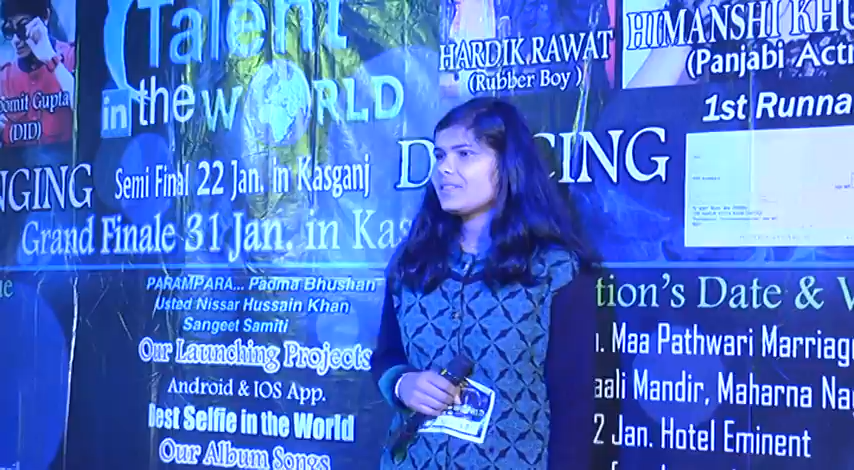 Talent
in the WORLD
omit Gupta
(DID)
HARDIK RAWAT
(Rubber Boy)
HIMANSHI KHU
(Panjabi Actr
1st Runna
NGING
D
CING
Semi Final 22 Jan. in Kasganj
Grand Finale 31 Jan. in Kas
PARAMPARA... Padma Bhushan
Ustad Nissar Hussain Khan
Sangeet Samiti
Our Launching Projects
Android & IOS App.
Best Selfie in the World
Our Album Songs
tion's Date & V
. Maa Pathwari Marriag
aali Mandir, Maharna Na
2 Jan. Hotel Eminent